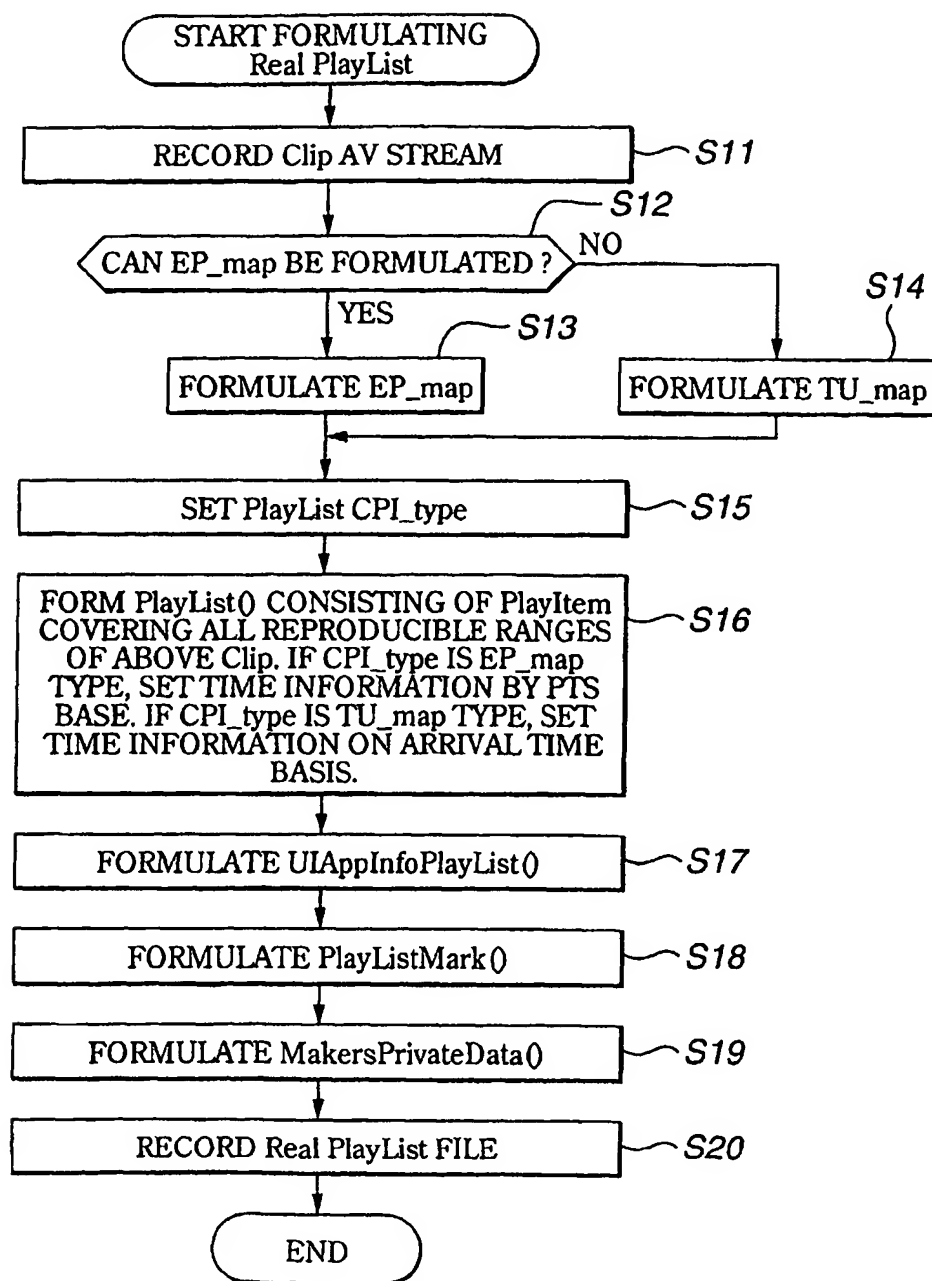 START FORMULATING
Real PlayList
RECORD Clip AV STREAM
S11
S12
CAN EP_map BE FORMULATED ?
NO
YES
S13
S14
FORMULATE EP_map
FORMULATE TU_map
SET PlayList CPI_type
S15
FORM PlayList() CONSISTING OF PlayItem
COVERING ALL REPRODUCIBLE RANGES
OF ABOVE Clip. IF CPI_type IS EP_map
TYPE, SET TIME INFORMATION BY PTS
BASE. IF CPI_type IS TU_map TYPE, SET
TIME INFORMATION ON ARRIVAL TIME
BASIS.
S16
FORMULATE UIAppInfoPlayList()
S17
FORMULATE PlayListMark()
S18
FORMULATE MakersPrivateData()
S19
RECORD Real PlayList FILE
S20
END